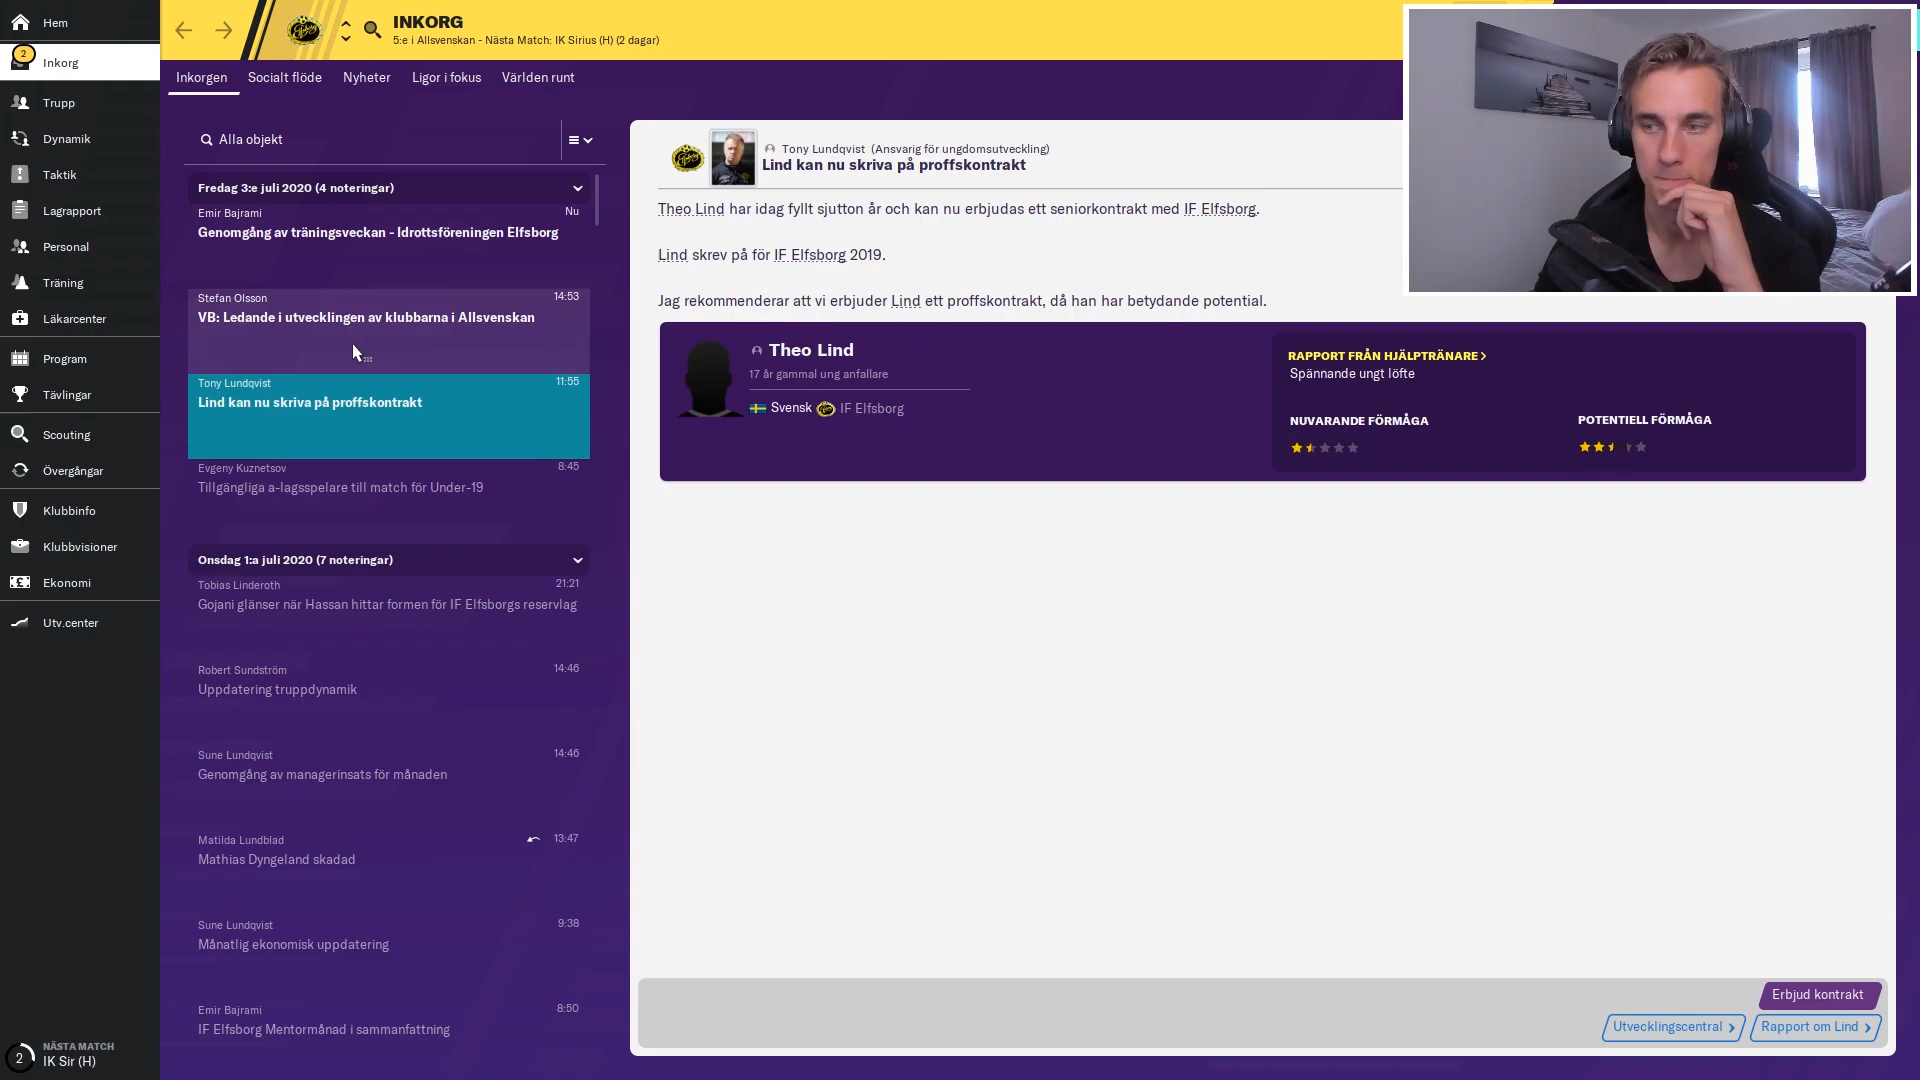 Hem
2
Inkorg
Trupp
Dynamik
Taktik
Lagrapport
Personal
Träning
Läkarcenter
Program
Tävlingar
Scouting
Övergångar
Klubbinfo
Klubbvisioner
Ekonomi
Utv.center
2
NÄSTA MATCH
IK Sir (H)
Elfsborg
INKORG
5:e i Allsvenskan - Nästa Match: IK Sirius (H) (2 dagar)
Inkorgen
Socialt flöde
Nyheter
Ligor i fokus
Världen runt
Alla objekt
Fredag 3:e juli 2020 (4 noteringar)
Emir Bajrami
Nu
Genomgång av träningsveckan - Idrottsföreningen Elfsborg
Stefan Olsson
14:53
VB: Ledande i utvecklingen av klubbarna i Allsvenskan
Tony Lundqvist
11:55
Lind kan nu skriva på proffskontrakt
Evgeny Kuznetsov
8:45
Tillgängliga a-lagsspelare till match för Under-19
Onsdag 1:a juli 2020 (7 noteringar)
Tobias Linderoth
21:21
Gojani glänser när Hassan hittar formen för IF Elfsborgs reservlag
Robert Sundström
14:46
Uppdatering truppdynamik
Sune Lundqvist
14:46
Genomgång av managerinsats för månaden
Matilda Lundblad
13:47
Mathias Dyngeland skadad
Sune Lundqvist
9:38
Månatlig ekonomisk uppdatering
Emir Bajrami
8:50
IF Elfsborg Mentormånad i sammanfattning
Tony Lundqvist (Ansvarig för ungdomsutveckling)
Lind kan nu skriva på proffskontrakt
Theo Lind har idag fyllt sjutton år och kan nu erbjudas ett seniorkontrakt med IF Elfsborg.
Lind skrev på för IF Elfsborg 2019.
Jag rekommenderar att vi erbjuder Lind ett proffskontrakt, då han har betydande potential.
Theo Lind
17 år gammal ung anfallare
Svensk
IF Elfsborg
RAPPORT FRÅN HJÄLPTRÄNARE >
Spännande ungt löfte
NUVARANDE FÖRMÅGA
POTENTIELL FÖRMÅGA
Erbjud kontrakt
Utvecklingscentral >
Rapport om Lind >